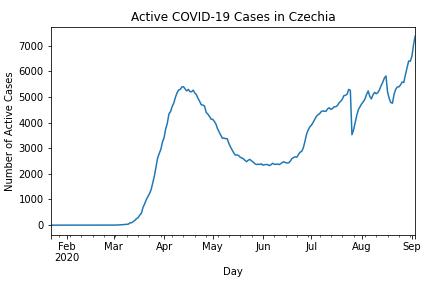 Active COVID-19 Cases in Czechia
Number of Active Cases
7000
6000
5000
4000
3000
2000
1000
0
Feb Mar Apr May Jun Jul Aug Sep
2020
Day